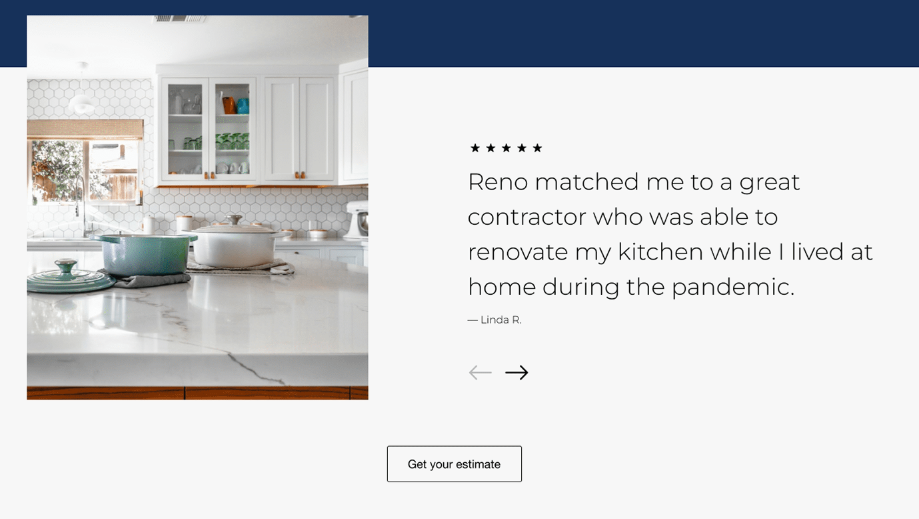 ★ ★ ★ ★ ★
Reno matched me to a great
contractor who was able to
renovate my kitchen while I lived at
home during the pandemic.
— Linda R.
← →
Get your estimate